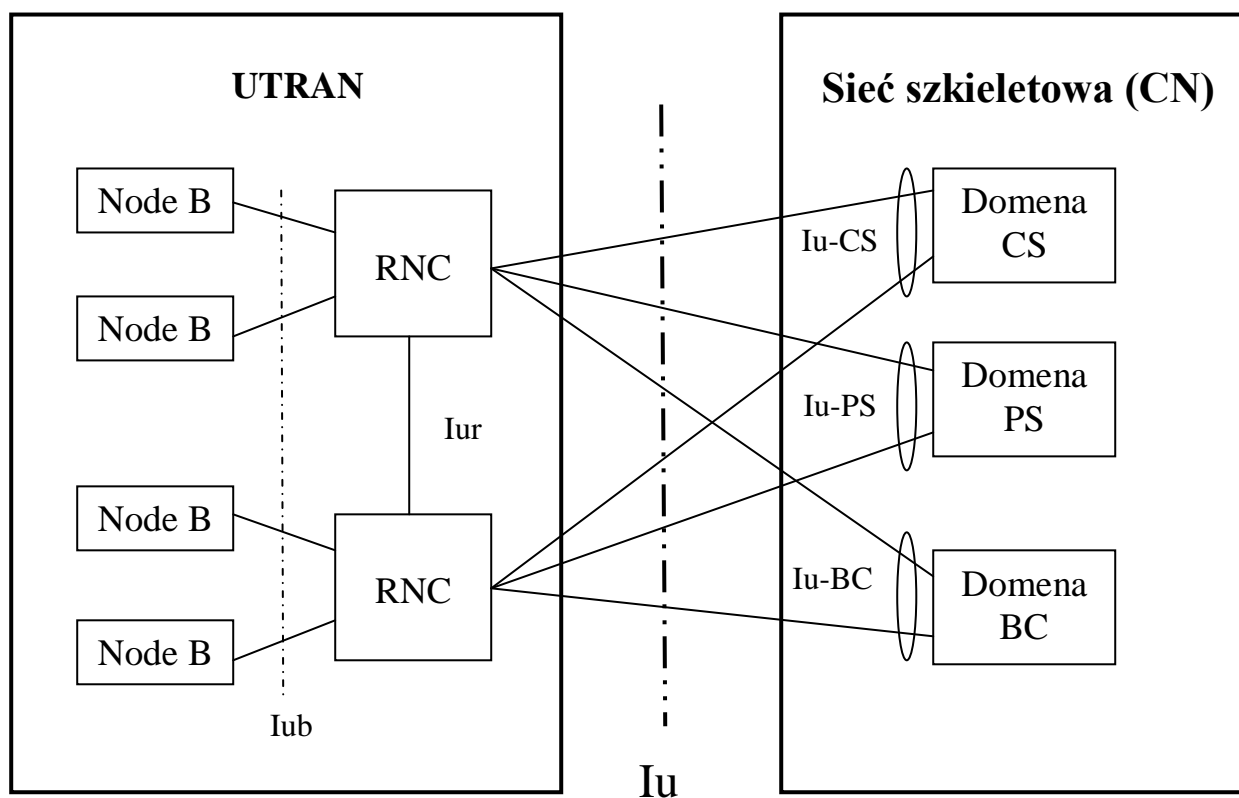 UTRAN
Sieć szkieletowa (CN)
Node B
Node B
Node B
Node B
RNC
RNC
Iur
Iub
Iu
Iu-CS
Iu-PS
Iu-BC
Domena
CS
Domena
PS
Domena
BC